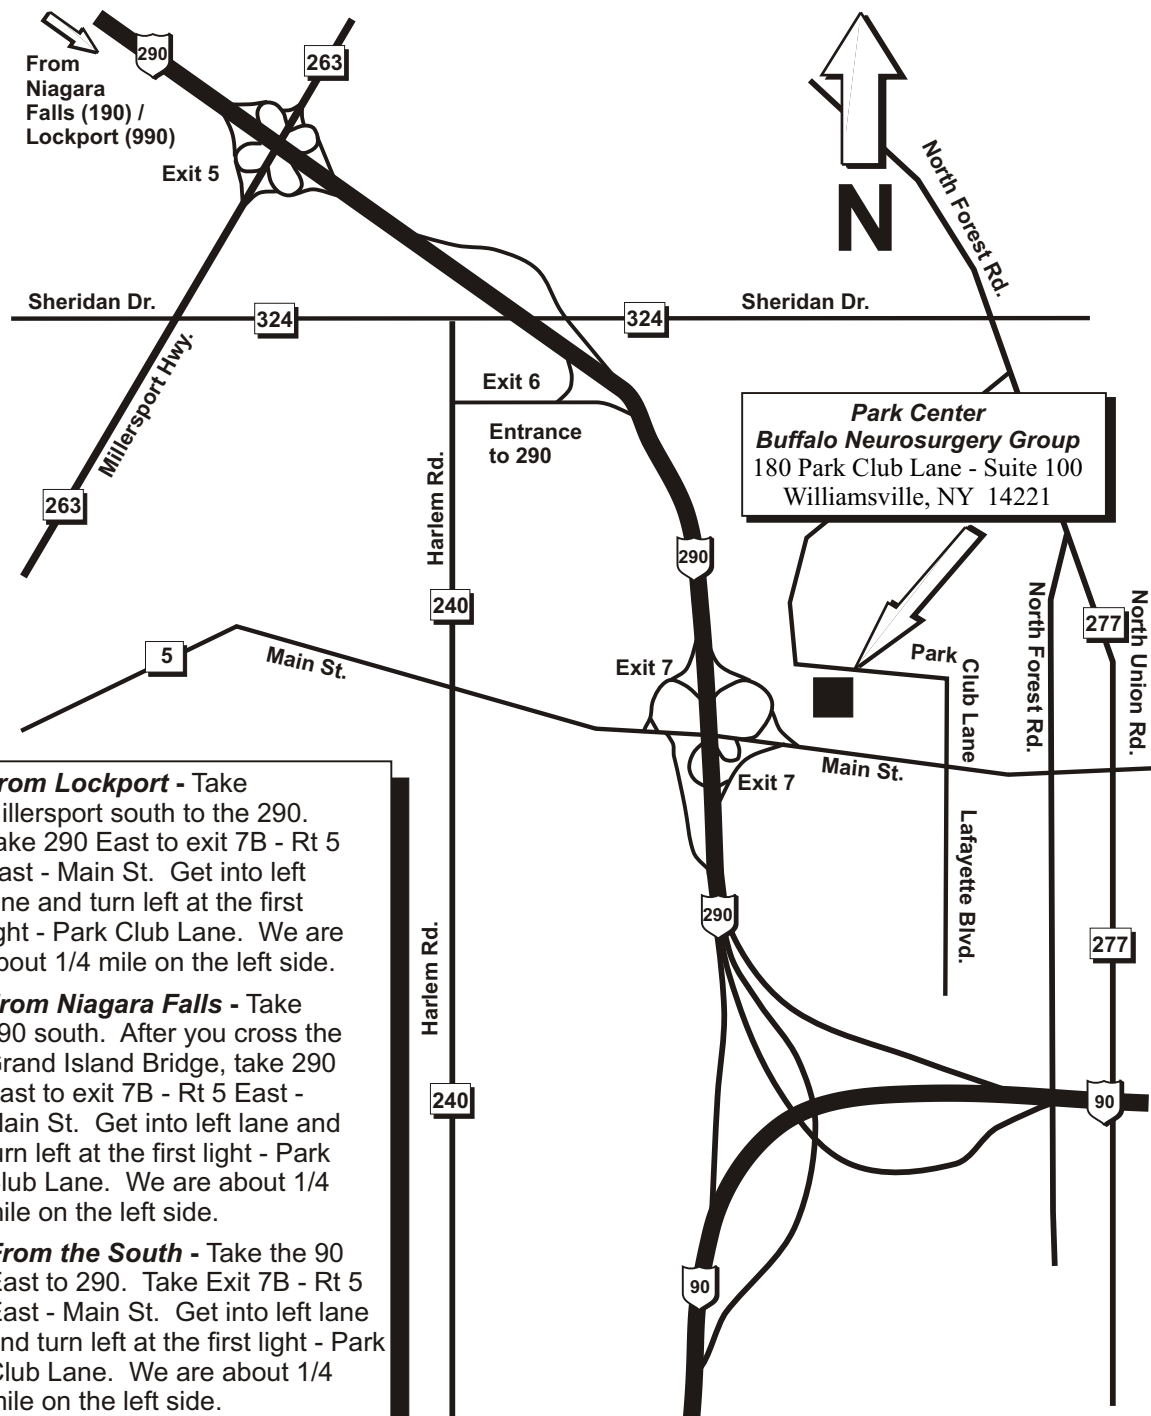 290
263
From
Niagara
Falls (190) /
Lockport (990)
Exit 5
N
North Forest Rd.
Sheridan Dr.
324
324
Sheridan Dr.
Millersport Hwy.
263
Exit 6
Entrance
to 290
Harlem Rd.
240
Park Center
Buffalo Neurosurgery Group
180 Park Club Lane - Suite 100
Williamsville, NY 14221
290
5
Main St.
Exit 7
Park Club Lane
North Forest Rd.
277
North Union Rd.
Main St.
Exit 7
Lafayette Blvd.
290
277
Harlem Rd.
240
90
90
rom Lockport - Take
illersport south to the 290.
ake 290 East to exit 7B - Rt 5
ast - Main St. Get into left
ne and turn left at the first
ght - Park Club Lane. We are
bout 1/4 mile on the left side.
rom Niagara Falls - Take
90 south. After you cross the
rand Island Bridge, take 290
ast to exit 7B - Rt 5 East -
ain St. Get into left lane and
urn left at the first light - Park
lub Lane. We are about 1/4
ile on the left side.
From the South - Take the 90
East to 290. Take Exit 7B - Rt 5
East - Main St. Get into left lane
nd turn left at the first light - Park
Club Lane. We are about 1/4
ile on the left side.